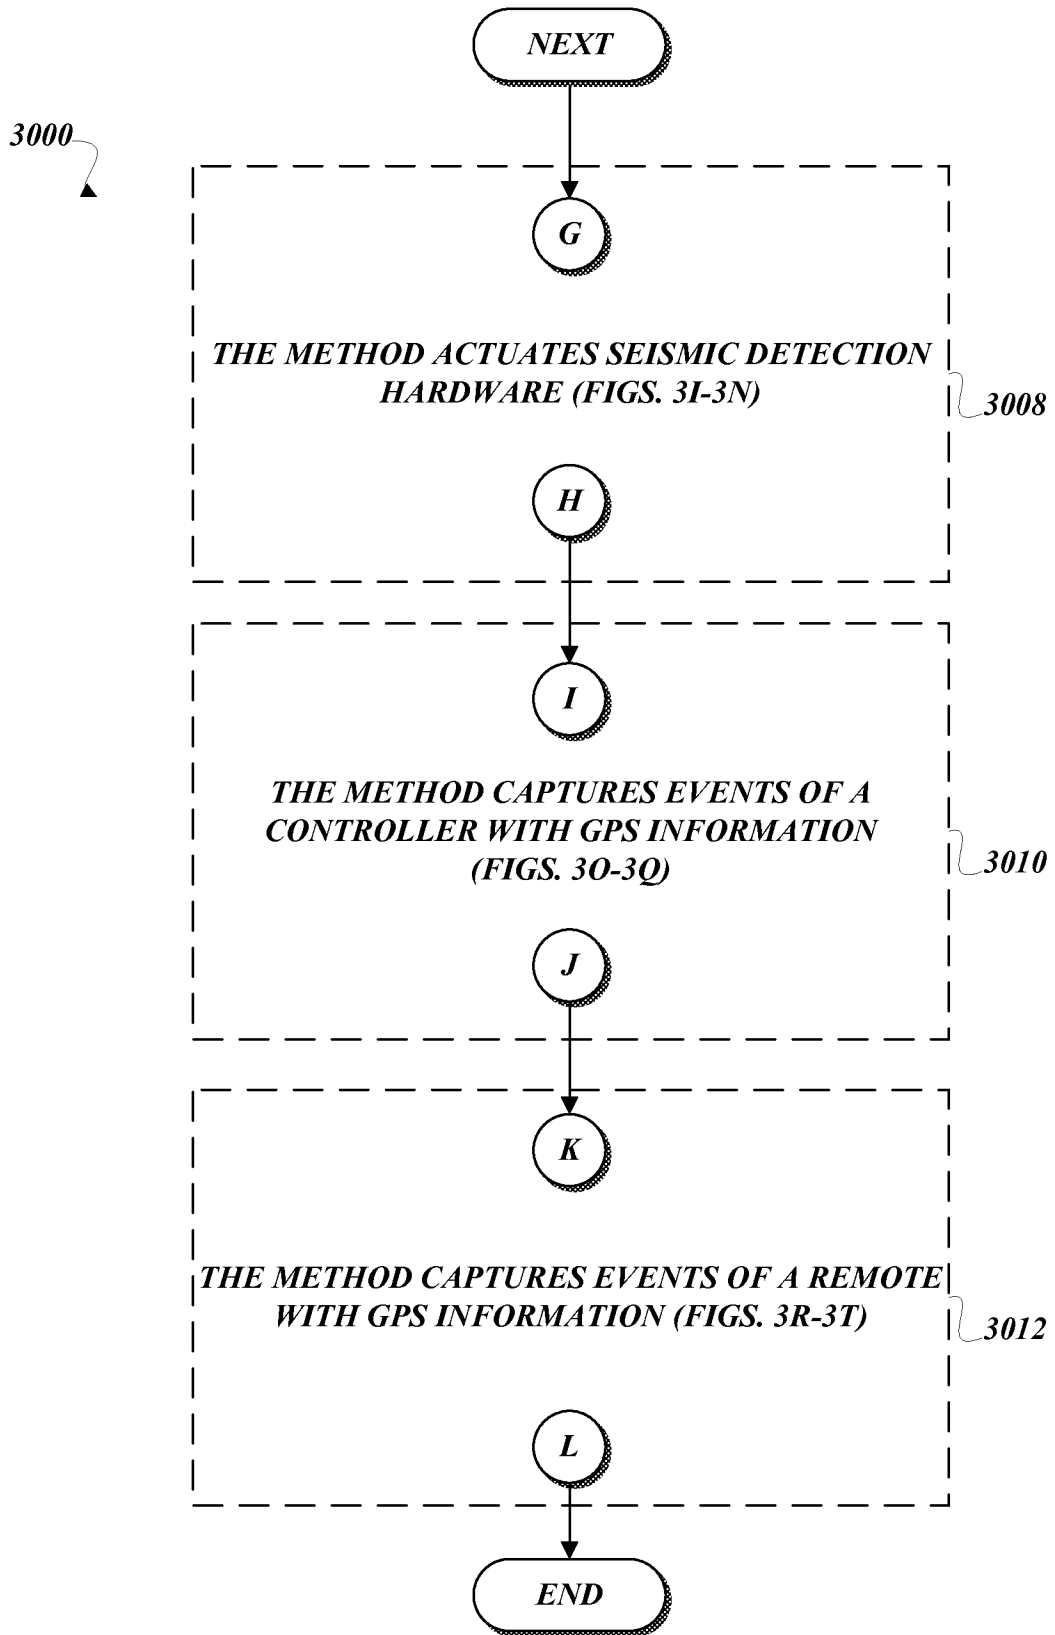 NEXT
3000
G
THE METHOD ACTUATES SEISMIC DETECTION
HARDWARE (FIGS. 3I-3N)
3008
H
I
THE METHOD CAPTURES EVENTS OF A
CONTROLLER WITH GPS INFORMATION
(FIGS. 3O-3Q)
3010
J
K
THE METHOD CAPTURES EVENTS OF A REMOTE
WITH GPS INFORMATION (FIGS. 3R-3T)
3012
L
END